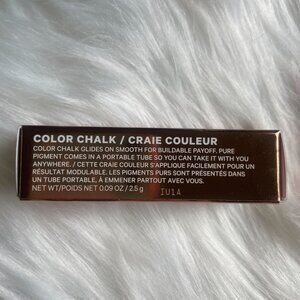 COLOR CHALK / CRAIE COULEUR
COLOR CHALK GLIDES ON SMOOTH FOR BUILDABLE PAYOFF. PURE
PIGMENT COMES IN A PORTABLE TUBE SO YOU CAN TAKE IT WITH YOU
ANYWHERE. / CETTE CRAIE COULEUR S'APPLIQUE FACILEMENT POUR UN
RÉSULTAT MODULABLE. LES PIGMENTS PURS SONT PRÉSENTÉS DANS
UN TUBE PORTABLE, À EMMENER PARTOUT AVEC VOUS.
NET WT/POIDS NET 0.09 OZ / 2.5 g
IU1A